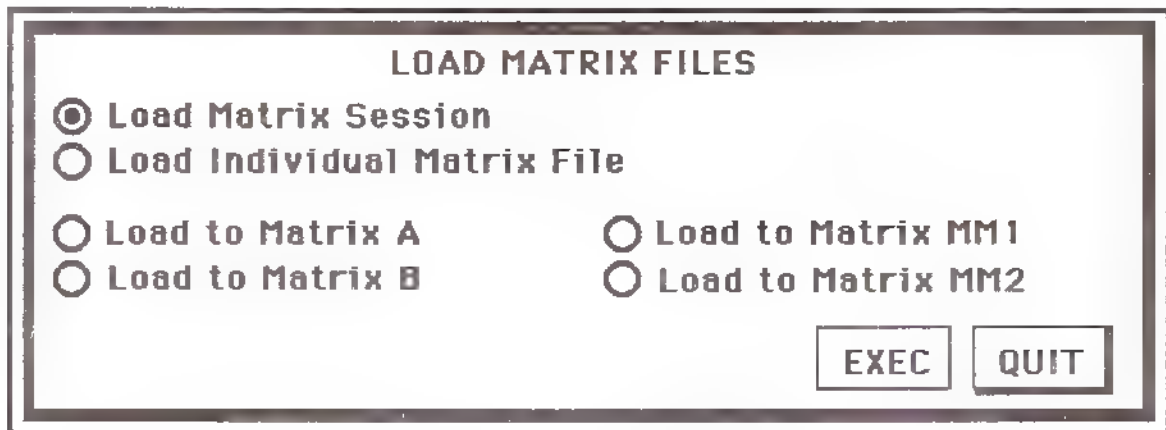 LOAD MATRIX FILES
Load Matrix Session
Load Individual Matrix File
Load to Matrix A
Load to Matrix MM1
Load to Matrix B
Load to Matrix MM2
EXEC
QUIT